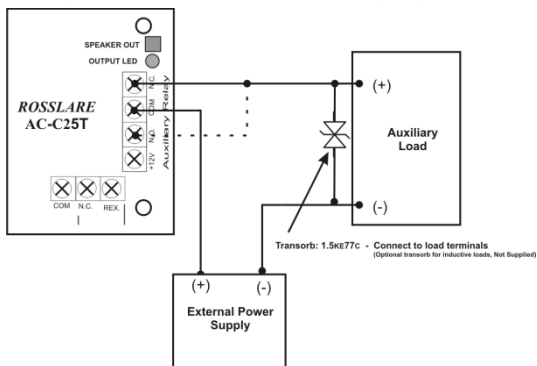 SPEAKER OUT
OUTPUT LED
ROSSLARE
AC-C25T
N.C.
COM
N.O.
+12V
Auxiliary Relay
COM
N.C.
REX.
(+)
Auxiliary
Load
(-)
Transorb: 1.5KE77C - Connect to load terminals
(Optional transorb for inductive loads, Not Supplied)
(+)
(-)
External Power
Supply